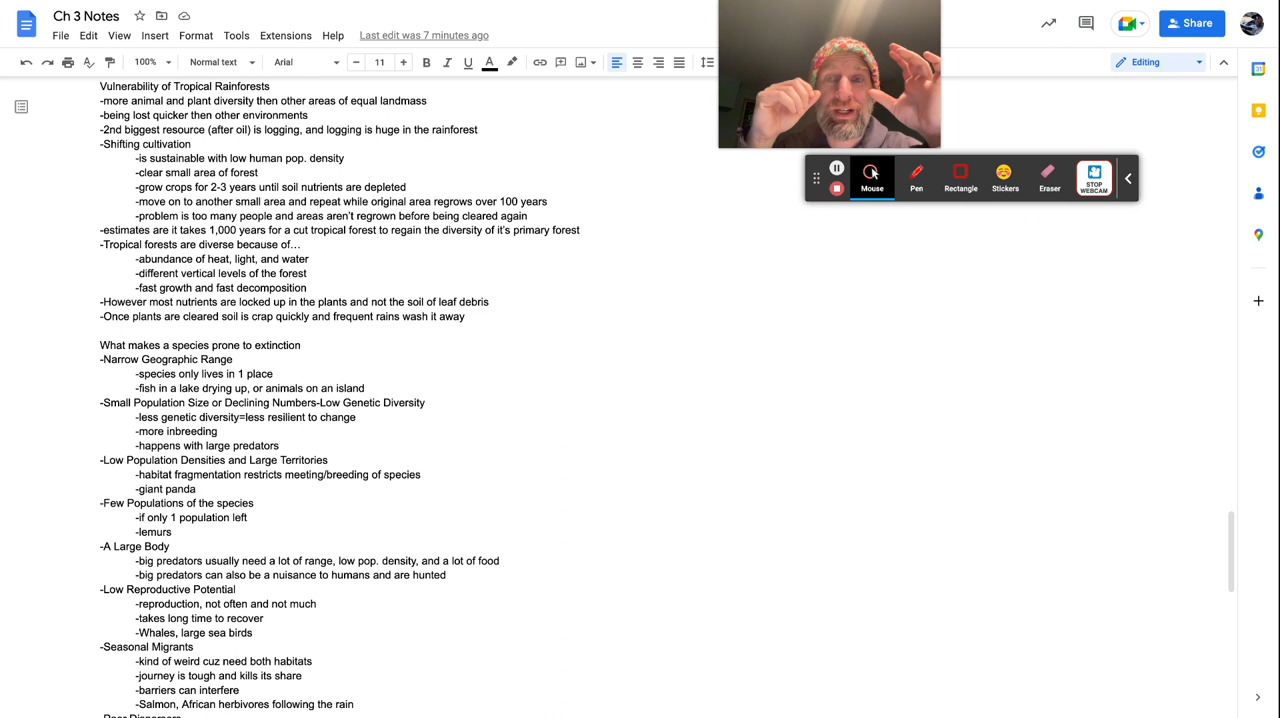 Ch 3 Notes
File Edit View Insert Format Tools Extensions Help Last edit was 7 minutes ago
Share
100% Normal text Arial 11 B I U A Editing
Vulnerability of Tropical Rainforests
-more animal and plant diversity then other areas of equal landmass
-being lost quicker then other environments
-2nd biggest resource (after oil) is logging, and logging is huge in the rainforest
-Shifting cultivation
-is sustainable with low human pop. density
-clear small area of forest
-grow crops for 2-3 years until soil nutrients are depleted
-move on to another small area and repeat while original area regrows over 100 years
-problem is too many people and areas aren't regrown before being cleared again
-estimates are it takes 1,000 years for a cut tropical forest to regain the diversity of it's primary forest
-Tropical forests are diverse because of…
-abundance of heat, light, and water
-different vertical levels of the forest
-fast growth and fast decomposition
-However most nutrients are locked up in the plants and not the soil of leaf debris
-Once plants are cleared soil is crap quickly and frequent rains wash it away
What makes a species prone to extinction
-Narrow Geographic Range
-species only lives in 1 place
-fish in a lake drying up, or animals on an island
-Small Population Size or Declining Numbers-Low Genetic Diversity
-less genetic diversity=less resilient to change
-more inbreeding
-happens with large predators
-Low Population Densities and Large Territories
-habitat fragmentation restricts meeting/breeding of species
-giant panda
-Few Populations of the species
-if only 1 population left
-lemurs
-A Large Body
-big predators usually need a lot of range, low pop. density, and a lot of food
-big predators can also be a nuisance to humans and are hunted
-Low Reproductive Potential
-reproduction, not often and not much
-takes long time to recover
-Whales, large sea birds
-Seasonal Migrants
-kind of weird cuz need both habitats
-journey is tough and kills its share
-barriers can interfere
-Salmon, African herbivores following the rain
-Poor Dispersers
Mouse Pen Rectangle Stickers Eraser STOP WEBCAM
31